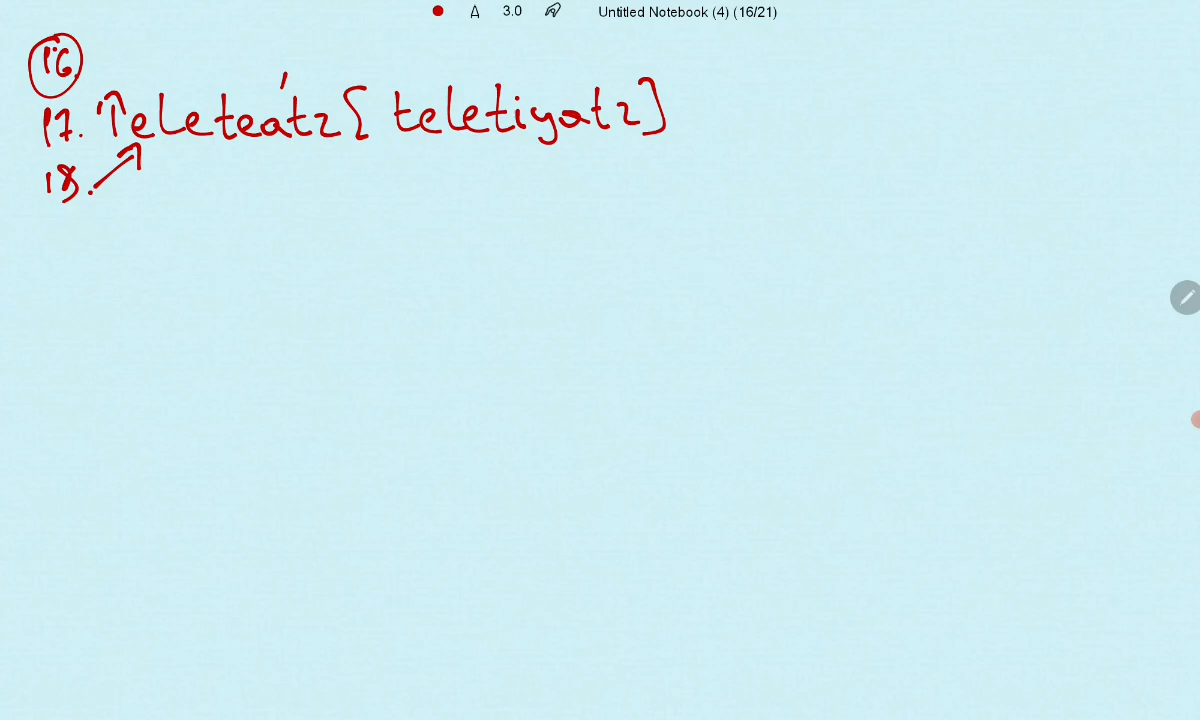 3.0 Untitled Notebook (4) (16/21)
16
17. Teleteátz [teletiyatz]
18.